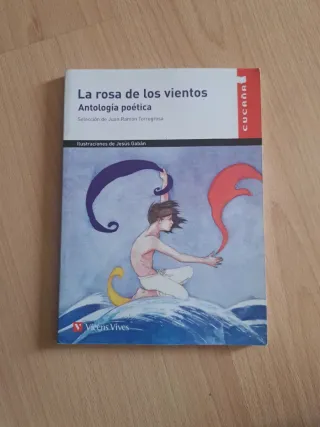 La rosa de los vientos
Antología poética
Selección de Juan Ramón Torregrosa
CUCAÑA
Ilustraciones de Jesús Gabán
V Vicens Vives